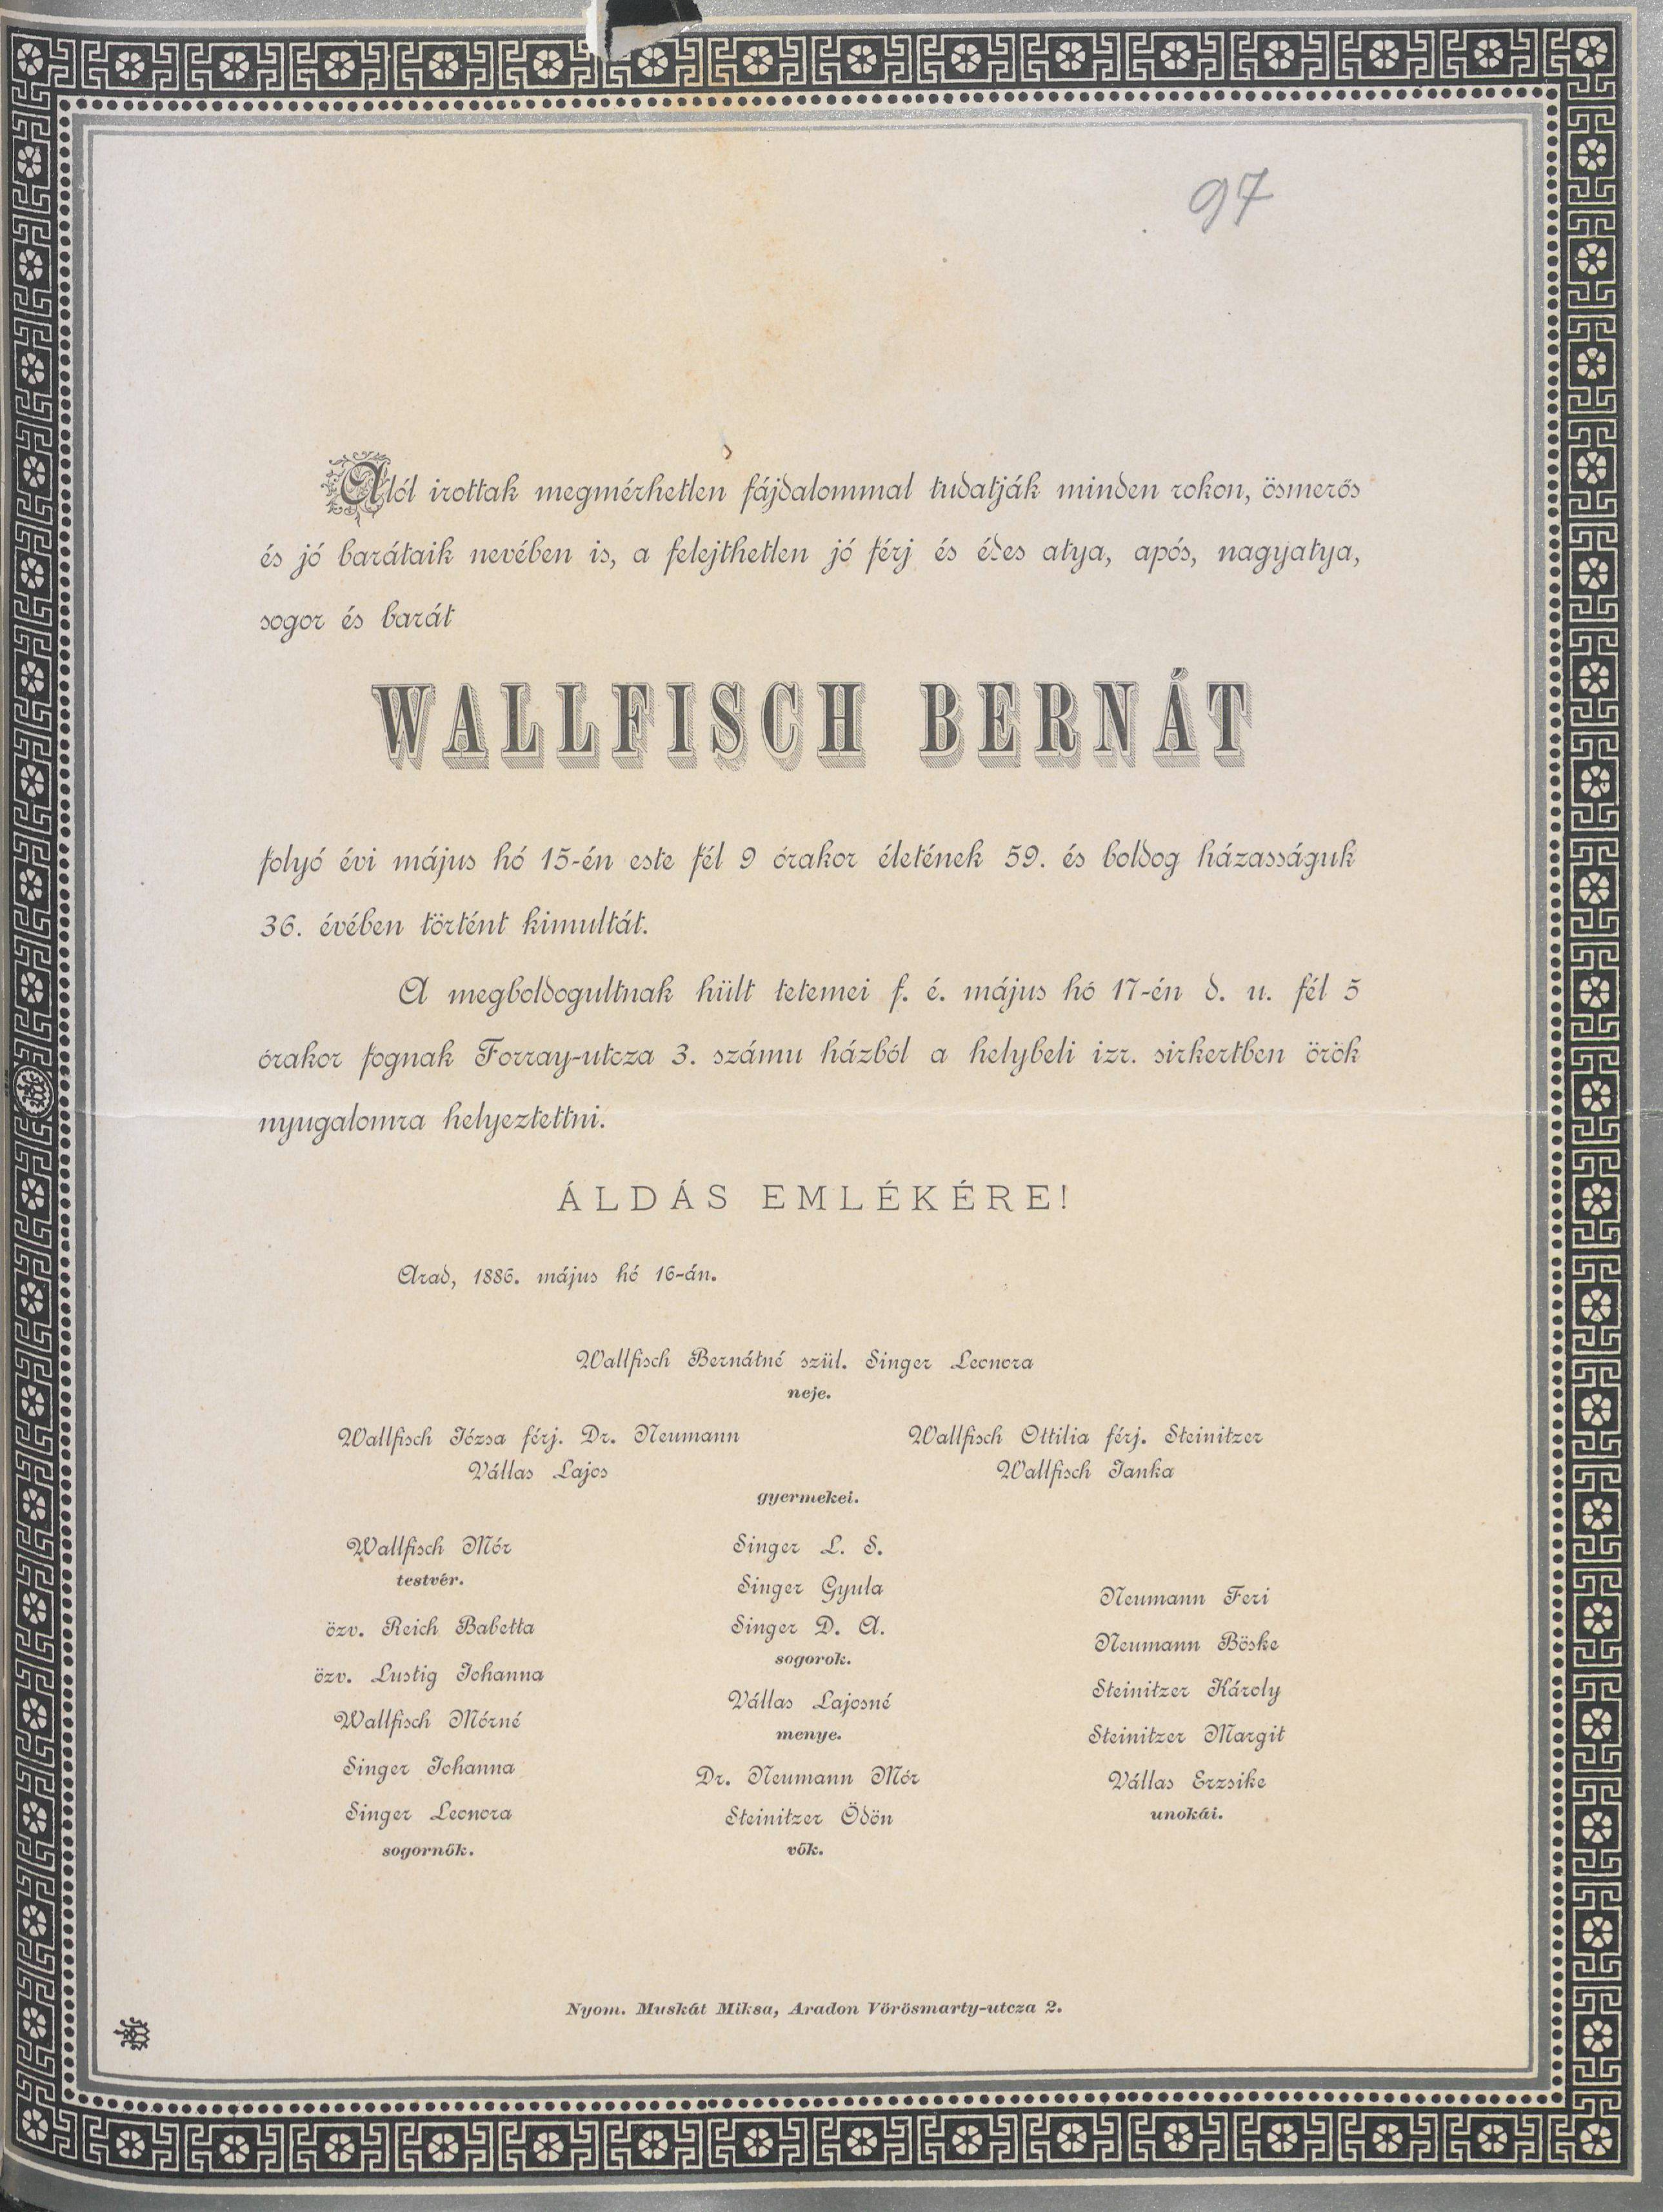 97
Alól irottak megmérhetlen fájdalommal tudatják minden rokon, ösmerős
és jó barátaik nevében is, a felejthetlen jó férj és édes atya, após, nagyatya,
sogor és barát
WALLFISCH BERNÁT
folyó évi május hó 15-én este fél 9 órakor életének 59. és boldog házasságuk
36. évében történt kimultát.
A megboldogultnak hült tetemei f. é. május hó 17-én d. u. fél 5
órakor fognak Forray-utcza 3. számu házból a helybeli izr. sirkertben örök
nyugalomra helyeztettni.
ÁLDÁS EMLÉKÉRE!
Arad, 1886. május hó 16-án.
Wallfisch Bernátné szül. Singer Leonora
neje.
Wallfisch Józsa férj. Dr. Neumann
Vállas Lajos
Wallfisch Ottilia férj. Steinitzer
Wallfisch Janka
gyermekei.
Wallfisch Mór
testvér.
özv. Reich Babetta
özv. Lustig Johanna
Wallfisch Mórné
Singer Johanna
Singer Leonora
sogornők.
Singer L. S.
Singer Gyula
Singer D. A.
sogorok.
Vállas Lajosné
menye.
Dr. Neumann Mór
Steinitzer Ödön
vők.
Neumann Feri
Neumann Böske
Steinitzer Károly
Steinitzer Margit
Vállas Erzsike
unokái.
Nyom. Muskát Miksa, Aradon Vörösmarty-utcza 2.